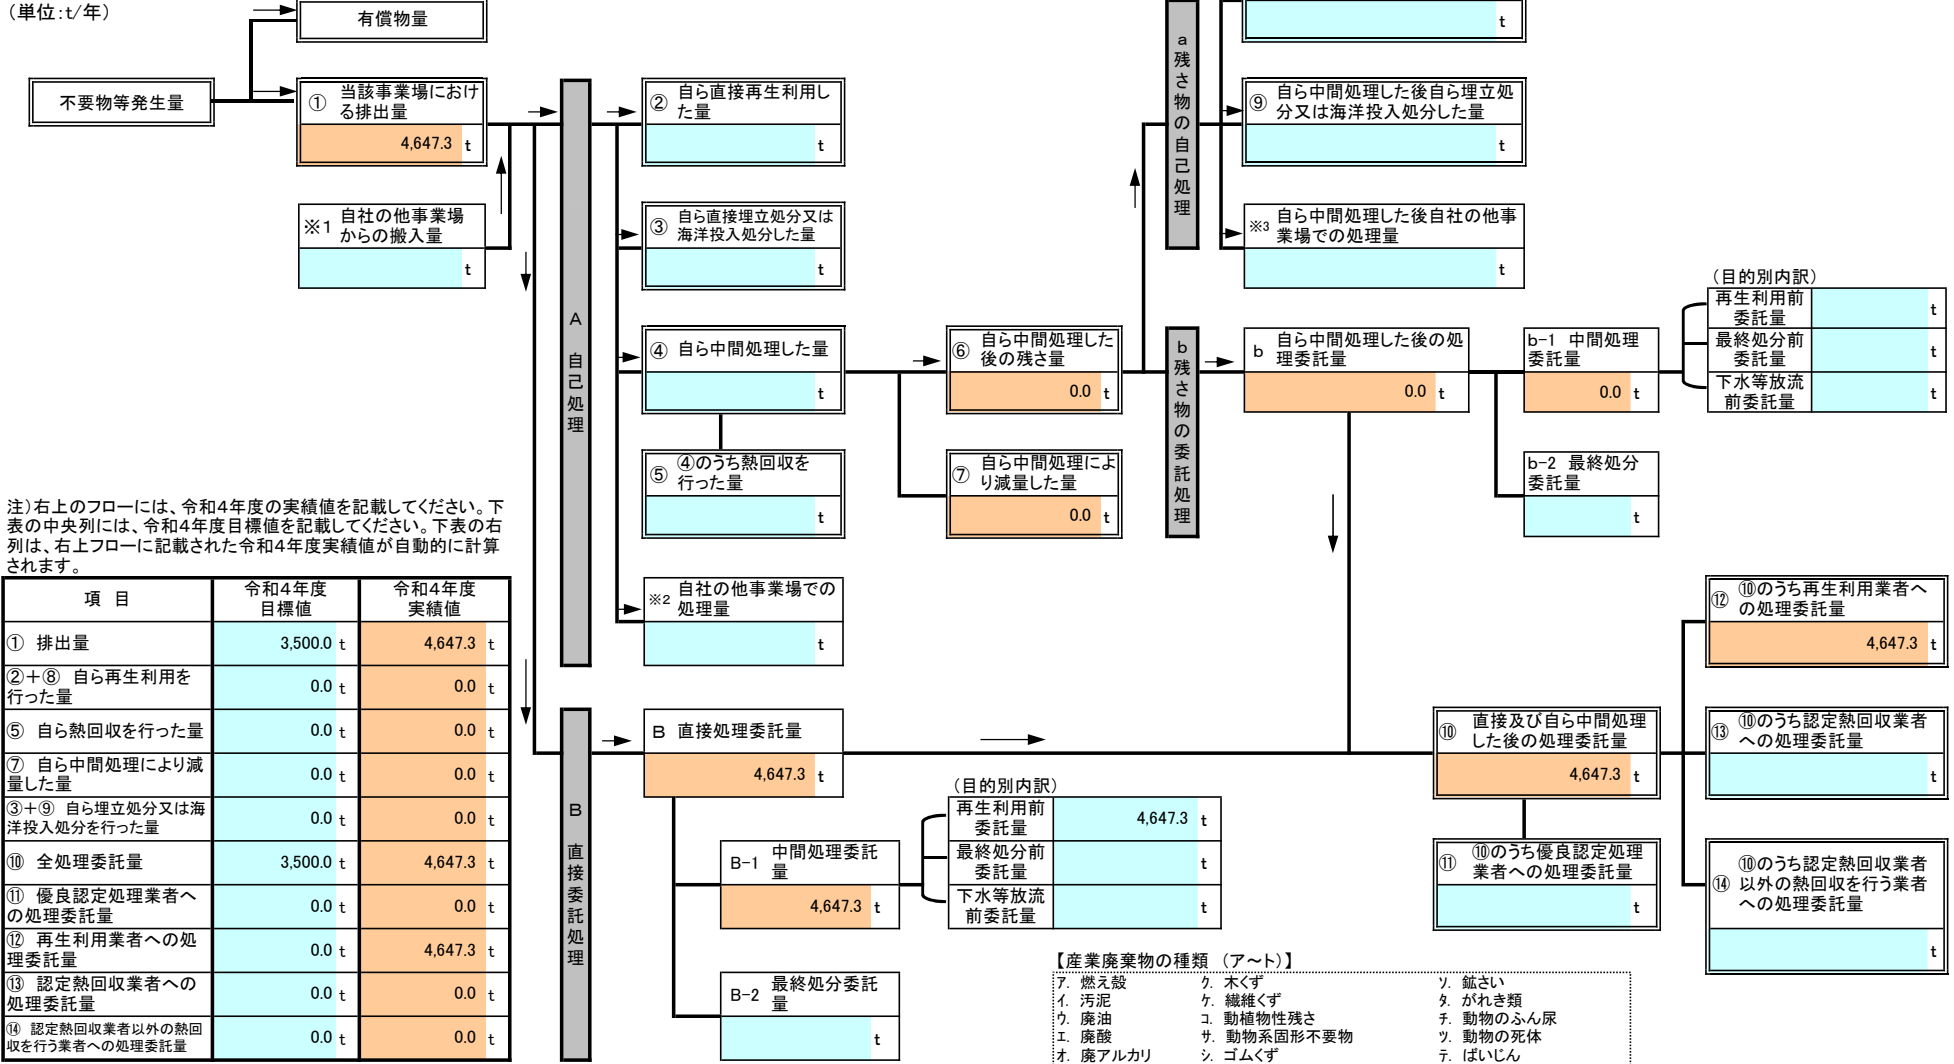 （単位:t/年）
有償物量
不要物等発生量
①
当該事業場におけ
る排出量
4,647.3 t
※1
自社の他事業場
からの搬入量
t
A
自
己
処
理
②
自ら直接再生利用し
た量
t
③
自ら直接埋立処分又は
海洋投入処分した量
t
④ 自ら中間処理した量
t
⑤
④のうち熱回収を
行った量
t
※2
自社の他事業場での
処理量
t
⑥
自ら中間処理した
後の残さ量
0.0 t
⑦
自ら中間処理によ
り減量した量
0.0 t
a
残
さ
物
の
自
己
処
理
t
⑨
自ら中間処理した後自ら埋立処
分又は海洋投入処分した量
t
※3
自ら中間処理した後自社の他事
業場での処理量
t
b
残
さ
物
の
委
託
処
理
b
自ら中間処理した後の処
理委託量
0.0 t
b-1 中間処理
委託量
0.0 t
b-2 最終処分
委託量
t
（目的別内訳）
再生利用前
委託量
t
最終処分前
委託量
t
下水等放流
前委託量
t
注）右上のフローには、令和4年度の実績値を記載してください。下
表の中央列には、令和4年度目標値を記載してください。下表の右
列は、右上フローに記載された令和4年度実績値が自動的に計算
されます。
項 目
令和4年度
目標値
令和4年度
実績値
① 排出量 3,500.0 t 4,647.3 t
②＋⑧ 自ら再生利用を
行った量
0.0 t 0.0 t
⑤ 自ら熱回収を行った量 0.0 t 0.0 t
⑦ 自ら中間処理により減
量した量
0.0 t 0.0 t
③＋⑨ 自ら埋立処分又は海
洋投入処分を行った量
0.0 t 0.0 t
⑩ 全処理委託量 3,500.0 t 4,647.3 t
⑪ 優良認定処理業者へ
の処理委託量
0.0 t 0.0 t
⑫ 再生利用業者への処
理委託量
0.0 t 4,647.3 t
⑬ 認定熱回収業者への
処理委託量
0.0 t 0.0 t
⑭ 認定熱回収業者以外の熱回
収を行う業者への処理委託量
0.0 t 0.0 t
B
直
接
委
託
処
理
B 直接処理委託量
4,647.3 t
B-1
中間処理委託
量
4,647.3 t
B-2
最終処分委託
量
t
（目的別内訳）
再生利用前
委託量
4,647.3 t
最終処分前
委託量
t
下水等放流
前委託量
t
⑩
直接及び自ら中間処理
した後の処理委託量
4,647.3 t
⑪
⑩のうち優良認定処理
業者への処理委託量
t
⑫
⑩のうち再生利用業者へ
の処理委託量
4,647.3 t
⑬
⑩のうち認定熱回収業者
への処理委託量
t
⑭
⑩のうち認定熱回収業者
以外の熱回収を行う業者
への処理委託量
t
【産業廃棄物の種類 （ア～ト）】
ア. 燃え殻 ク. 木くず ソ. 鉱さい
イ. 汚泥 ケ. 繊維くず タ. がれき類
ウ. 廃油 コ. 動植物性残さ チ. 動物のふん尿
エ. 廃酸 サ. 動物系固形不要物 ツ. 動物の死体
オ. 廃アルカリ シ. ゴムくず テ. ばいじん